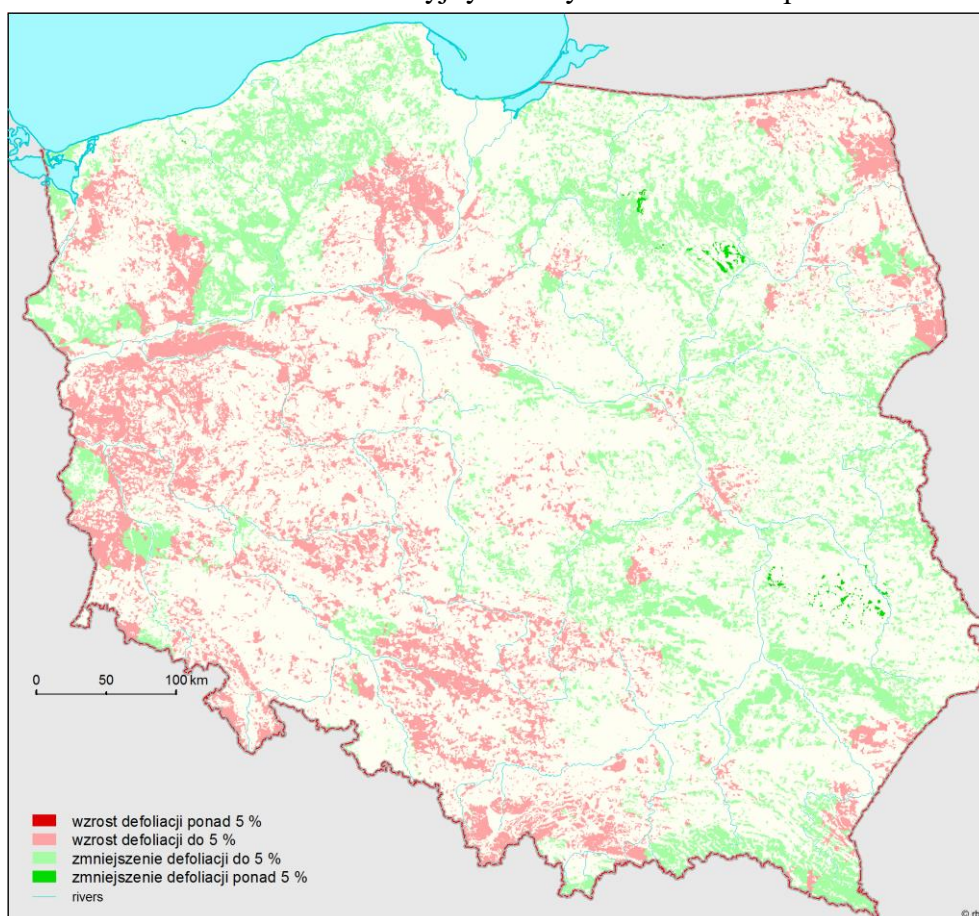 0 50 100 km
wzrost defoliacji ponad 5 %
wzrost defoliacji do 5 %
zmniejszenie defoliacji do 5 %
zmniejszenie defoliacji ponad 5 %
rivers